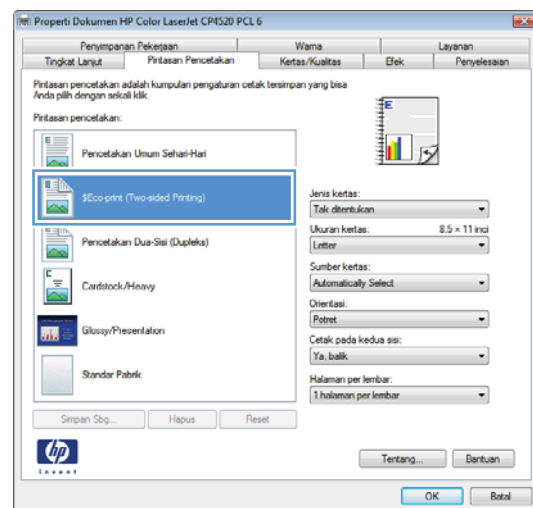 Properti Dokumen HP Color LaserJet CP4520 PCL 6
Penyimpanan Pekerjaan
Warna
Layanan
Tingkat Lanjut
Pintasan Pencetakan
Kertas/Kualitas
Efek
Penyelesaian
Pintasan pencetakan adalah kumpulan pengaturan cetak tersimpan yang bisa
Anda pilih dengan sekali klik.
Pintasan pencetakan:
Pencetakan Umum Sehari-Hari
$Eco-print (Two-sided Printing)
Pencetakan Dua-Sisi (Dupleks)
Cardstock/Heavy
Glossy/Presentation
Standar Pabrik
Simpan Sbg...
Hapus
Reset
Jenis kertas:
Tak ditentukan
Ukuran kertas:
8.5 × 11 inci
Letter
Sumber kertas:
Automatically Select
Orientasi:
Potret
Cetak pada kedua sisi:
Ya, balik
Halaman per lembar:
1 halaman per lembar
hp
invent
Tentang...
Bantuan
OK
Batal